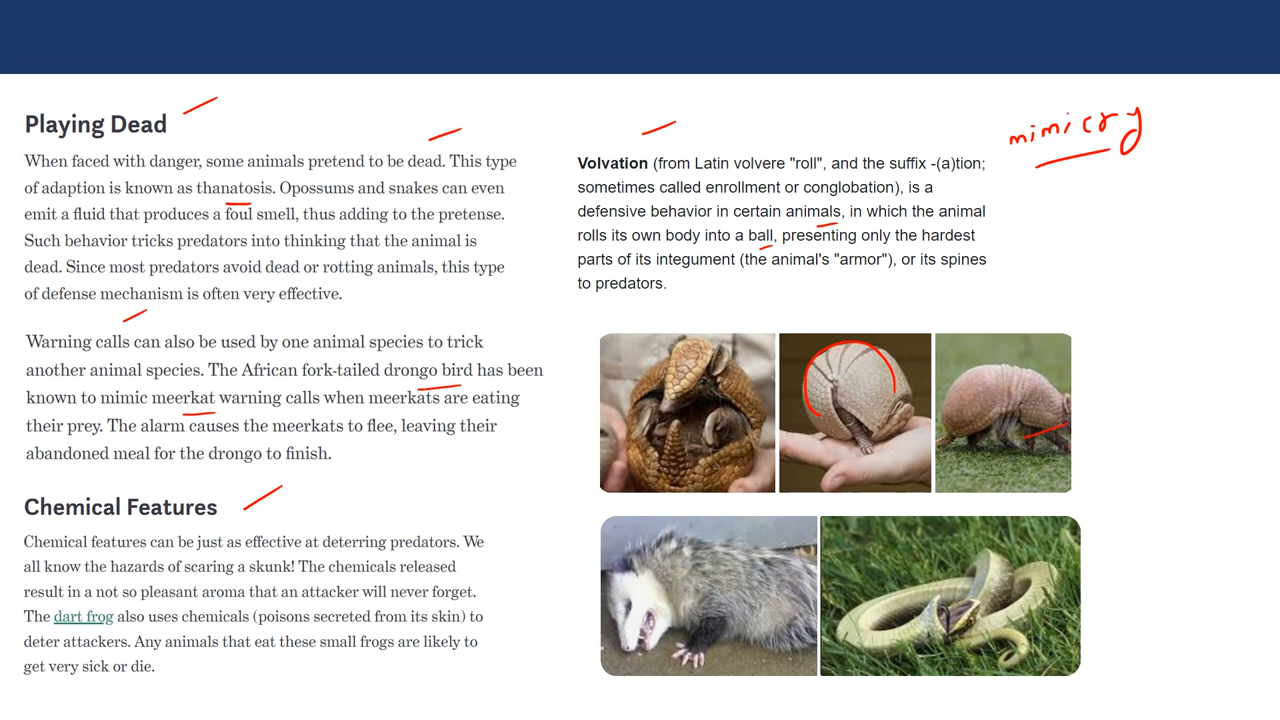 Playing Dead
When faced with danger, some animals pretend to be dead. This type
of adaption is known as thanatosis. Opossums and snakes can even
emit a fluid that produces a foul smell, thus adding to the pretense.
Such behavior tricks predators into thinking that the animal is
dead. Since most predators avoid dead or rotting animals, this type
of defense mechanism is often very effective.
Warning calls can also be used by one animal species to trick
another animal species. The African fork-tailed drongo bird has been
known to mimic meerkat warning calls when meerkats are eating
their prey. The alarm causes the meerkats to flee, leaving their
abandoned meal for the drongo to finish.
Chemical Features
Chemical features can be just as effective at deterring predators. We
all know the hazards of scaring a skunk! The chemicals released
result in a not so pleasant aroma that an attacker will never forget.
The dart frog also uses chemicals (poisons secreted from its skin) to
deter attackers. Any animals that eat these small frogs are likely to
get very sick or die.
Volvation (from Latin volvere "roll", and the suffix -(a)tion;
sometimes called enrollment or conglobation), is a
defensive behavior in certain animals, in which the animal
rolls its own body into a ball, presenting only the hardest
parts of its integument (the animal's "armor"), or its spines
to predators.
mimicry